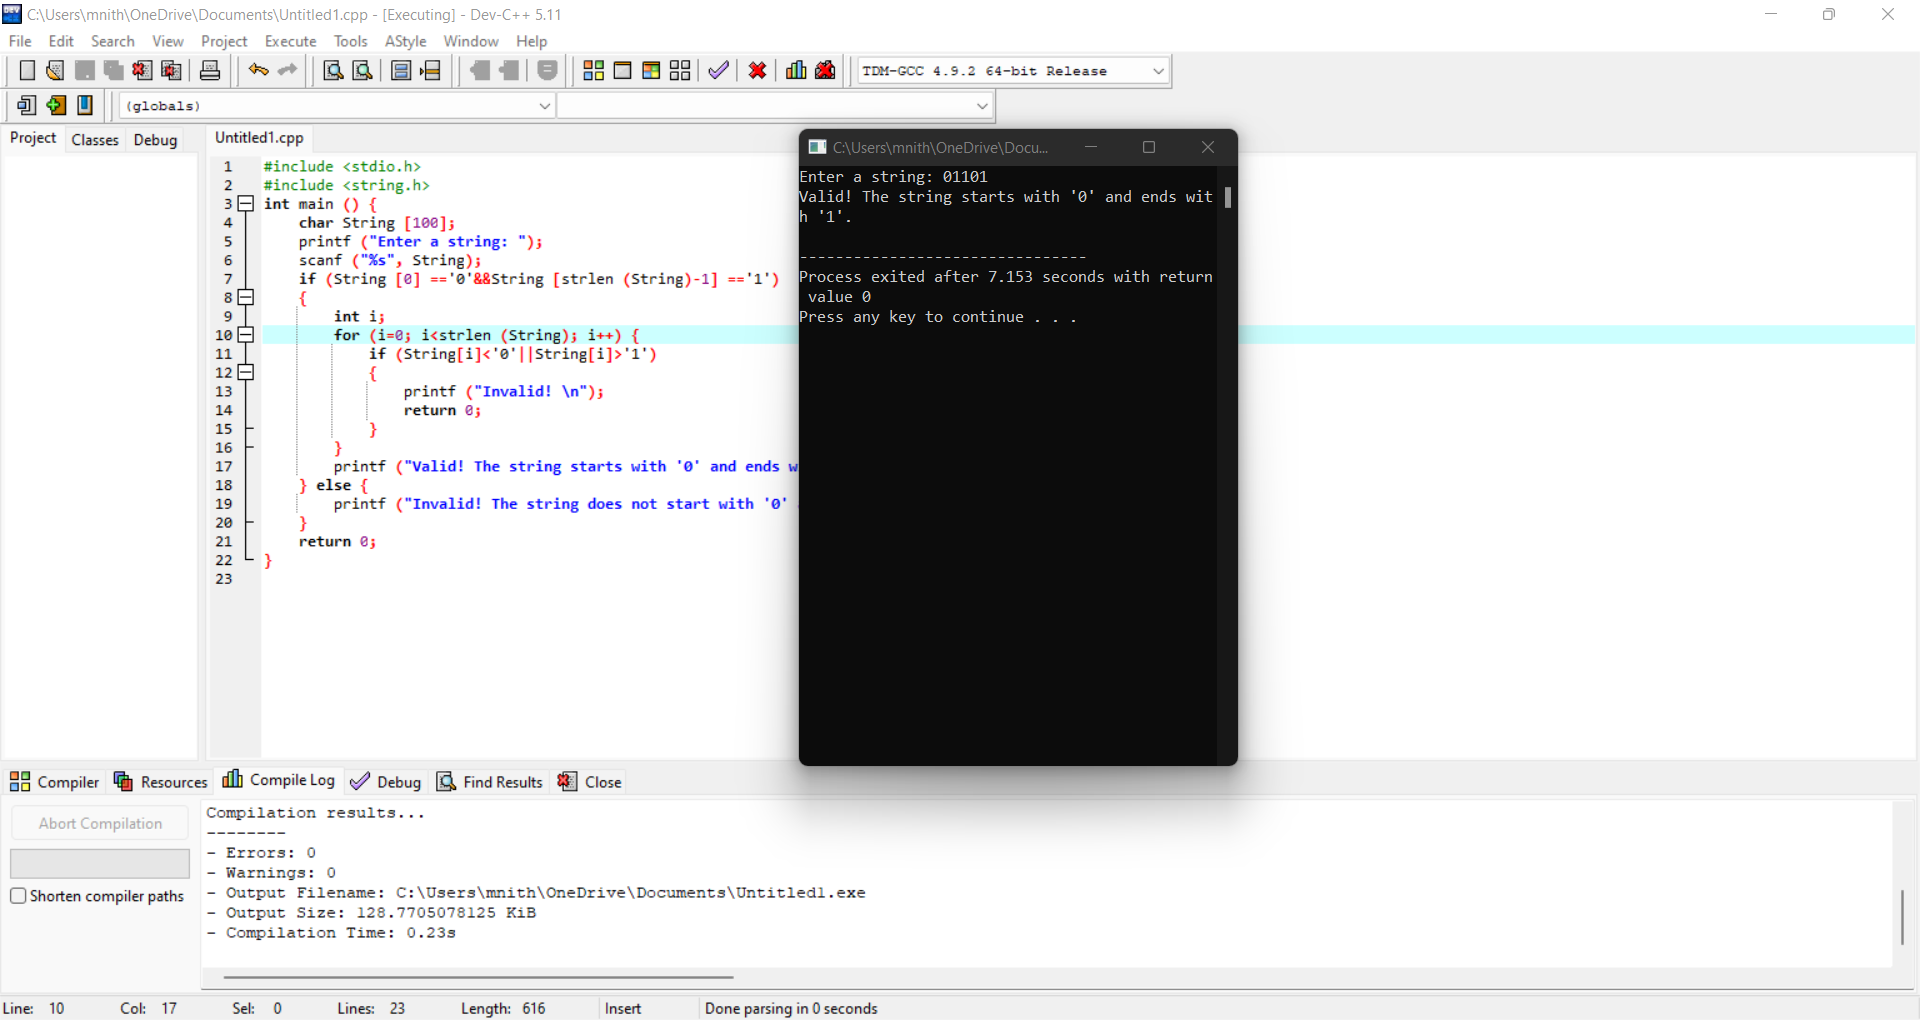 C:\Users\mnith\OneDrive\Documents\Untitled1.cpp - [Executing] - Dev-C++ 5.11
File Edit Search View Project Execute Tools AStyle Window Help
TDM-GCC 4.9.2 64-bit Release
(globals)
Project Classes Debug
Untitled1.cpp
1 #include <stdio.h>
2 #include <string.h>
3 int main () {
4 char String [100];
5 printf ("Enter a string: ");
6 scanf ("%s", String);
7 if (String [0] =='0'&&String [strlen (String)-1] =='1')
8 {
9 int i;
10 for (i=0; i<strlen (String); i++) {
11 if (String[i]<'0'||String[i]>'1')
12 {
13 printf ("Invalid! \n");
14 return 0;
15 }
16 }
17 printf ("Valid! The string starts with '0' and ends w
18 } else {
19 printf ("Invalid! The string does not start with '0'
20 }
21 return 0;
22 }
23
C:\Users\mnith\OneDrive\Docu...
Enter a string: 01101
Valid! The string starts with '0' and ends wit
h '1'.
--------------------------------
Process exited after 7.153 seconds with return
value 0
Press any key to continue . . .
Compiler Resources Compile Log Debug Find Results Close
Abort Compilation
Shorten compiler paths
Compilation results...
--------
- Errors: 0
- Warnings: 0
- Output Filename: C:\Users\mnith\OneDrive\Documents\Untitled1.exe
- Output Size: 128.7705078125 KiB
- Compilation Time: 0.23s
Line: 10 Col: 17 Sel: 0 Lines: 23 Length: 616 Insert Done parsing in 0 seconds